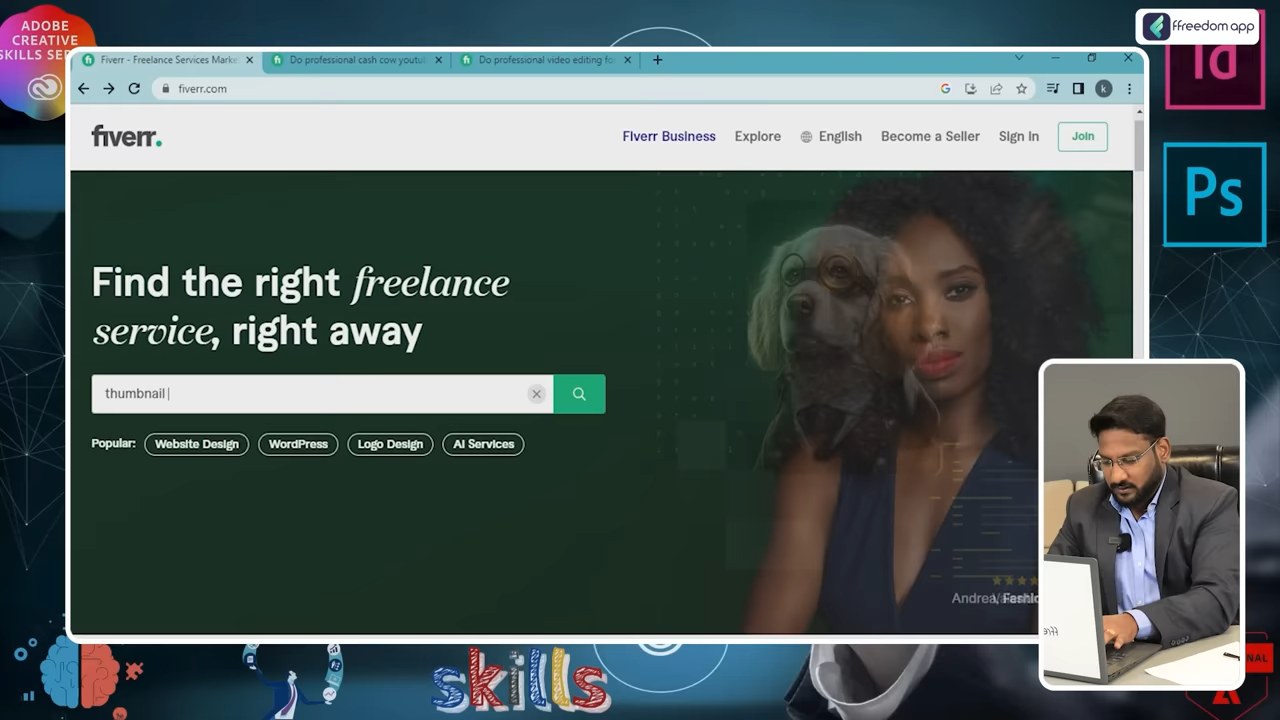 ADOBE
CREATIVE
SKILLS SE
ffreedom app
Fiverr - Freelance Services Marke
Do professional cash cow youtu
Do professional video editing fo
fiverr.com
G
k
fiverr.
Fiverr Business
Explore
English
Become a Seller
Sign in
Join
Id
Ps
Find the right freelance
service, right away
thumbnail
Popular:
Website Design
WordPress
Logo Design
AI Services
Andrea
skills
NAL